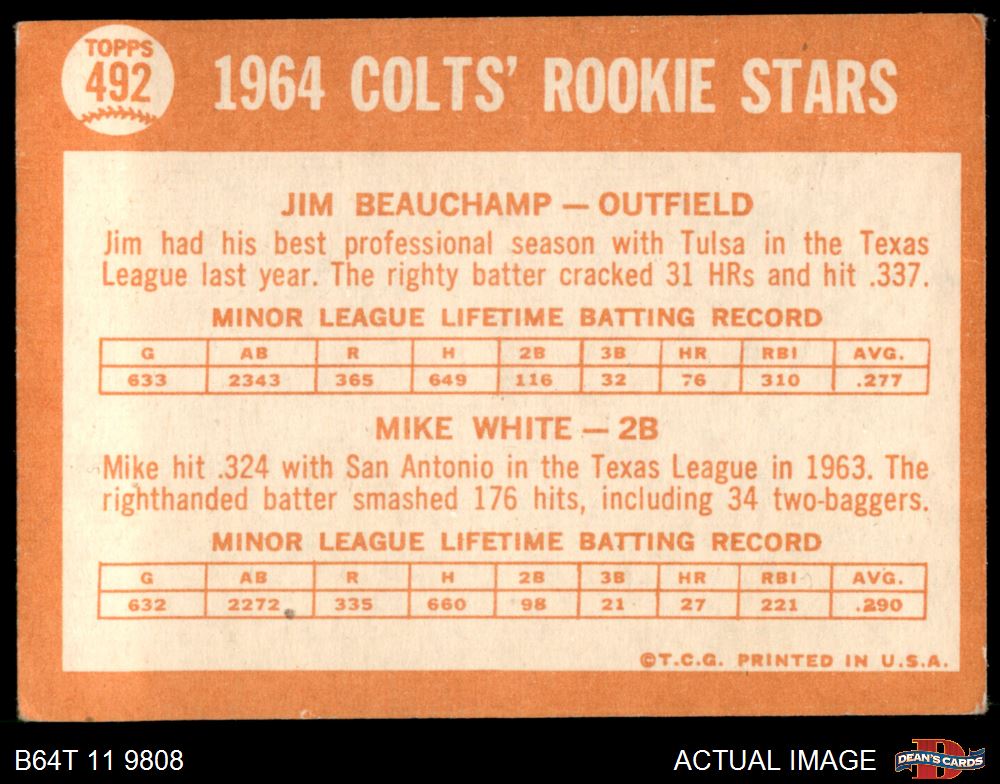 TOPPS
492
1964 COLTS' ROOKIE STARS
JIM BEAUCHAMP — OUTFIELD
Jim had his best professional season with Tulsa in the Texas
League last year. The righty batter cracked 31 HRs and hit .337.
MINOR LEAGUE LIFETIME BATTING RECORD
G AB R H 2B 3B HR RBI AVG.
633 2343 365 649 116 32 76 310 .277
MIKE WHITE — 2B
Mike hit .324 with San Antonio in the Texas League in 1963. The
righthanded batter smashed 176 hits, including 34 two-baggers.
MINOR LEAGUE LIFETIME BATTING RECORD
G AB R H 2B 3B HR RBI AVG.
632 2272 335 660 98 21 27 221 .290
©T.C.G. PRINTED IN U.S.A.
B64T 11 9808
ACTUAL IMAGE
D
DEAN'S CARDS